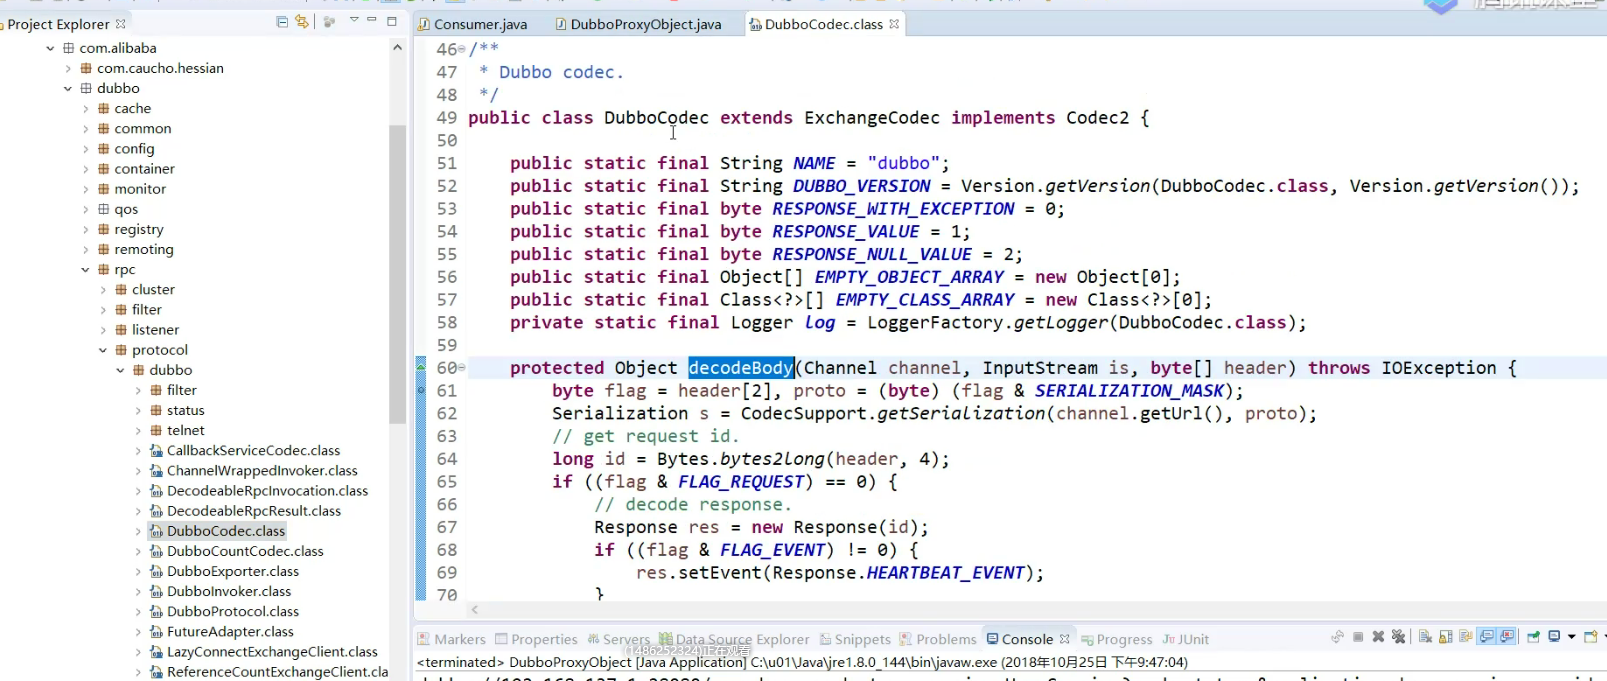 Project Explorer
com.alibaba
com.caucho.hessian
dubbo
cache
common
config
container
monitor
qos
registry
remoting
rpc
cluster
filter
listener
protocol
dubbo
filter
status
telnet
CallbackServiceCodec.class
ChannelWrappedInvoker.class
DecodeableRpcInvocation.class
DecodeableRpcResult.class
DubboCodec.class
DubboCountCodec.class
DubboExporter.class
DubboInvoker.class
DubboProtocol.class
FutureAdapter.class
LazyConnectExchangeClient.class
ReferenceCountExchangeClient.cla
Consumer.java DubboProxyObject.java DubboCodec.class
46 /**
47 * Dubbo codec.
48 */
49 public class DubboCodec extends ExchangeCodec implements Codec2 {
50
51 public static final String NAME = "dubbo";
52 public static final String DUBBO_VERSION = Version.getVersion(DubboCodec.class, Version.getVersion());
53 public static final byte RESPONSE_WITH_EXCEPTION = 0;
54 public static final byte RESPONSE_VALUE = 1;
55 public static final byte RESPONSE_NULL_VALUE = 2;
56 public static final Object[] EMPTY_OBJECT_ARRAY = new Object[0];
57 public static final Class<?>[] EMPTY_CLASS_ARRAY = new Class<?>[0];
58 private static final Logger log = LoggerFactory.getLogger(DubboCodec.class);
59
60 protected Object decodeBody(Channel channel, InputStream is, byte[] header) throws IOException {
61 byte flag = header[2], proto = (byte) (flag & SERIALIZATION_MASK);
62 Serialization s = CodecSupport.getSerialization(channel.getUrl(), proto);
63 // get request id.
64 long id = Bytes.bytes2long(header, 4);
65 if ((flag & FLAG_REQUEST) == 0) {
66 // decode response.
67 Response res = new Response(id);
68 if ((flag & FLAG_EVENT) != 0) {
69 res.setEvent(Response.HEARTBEAT_EVENT);
70 }
Markers Properties Servers Data Source Explorer Snippets Problems Console Progress JUnit
(1486252324)正在观看
<terminated> DubboProxyObject [Java Application] C:\u01\Java\jre1.8.0_144\bin\javaw.exe (2018年10月25日 下午9:47:04)